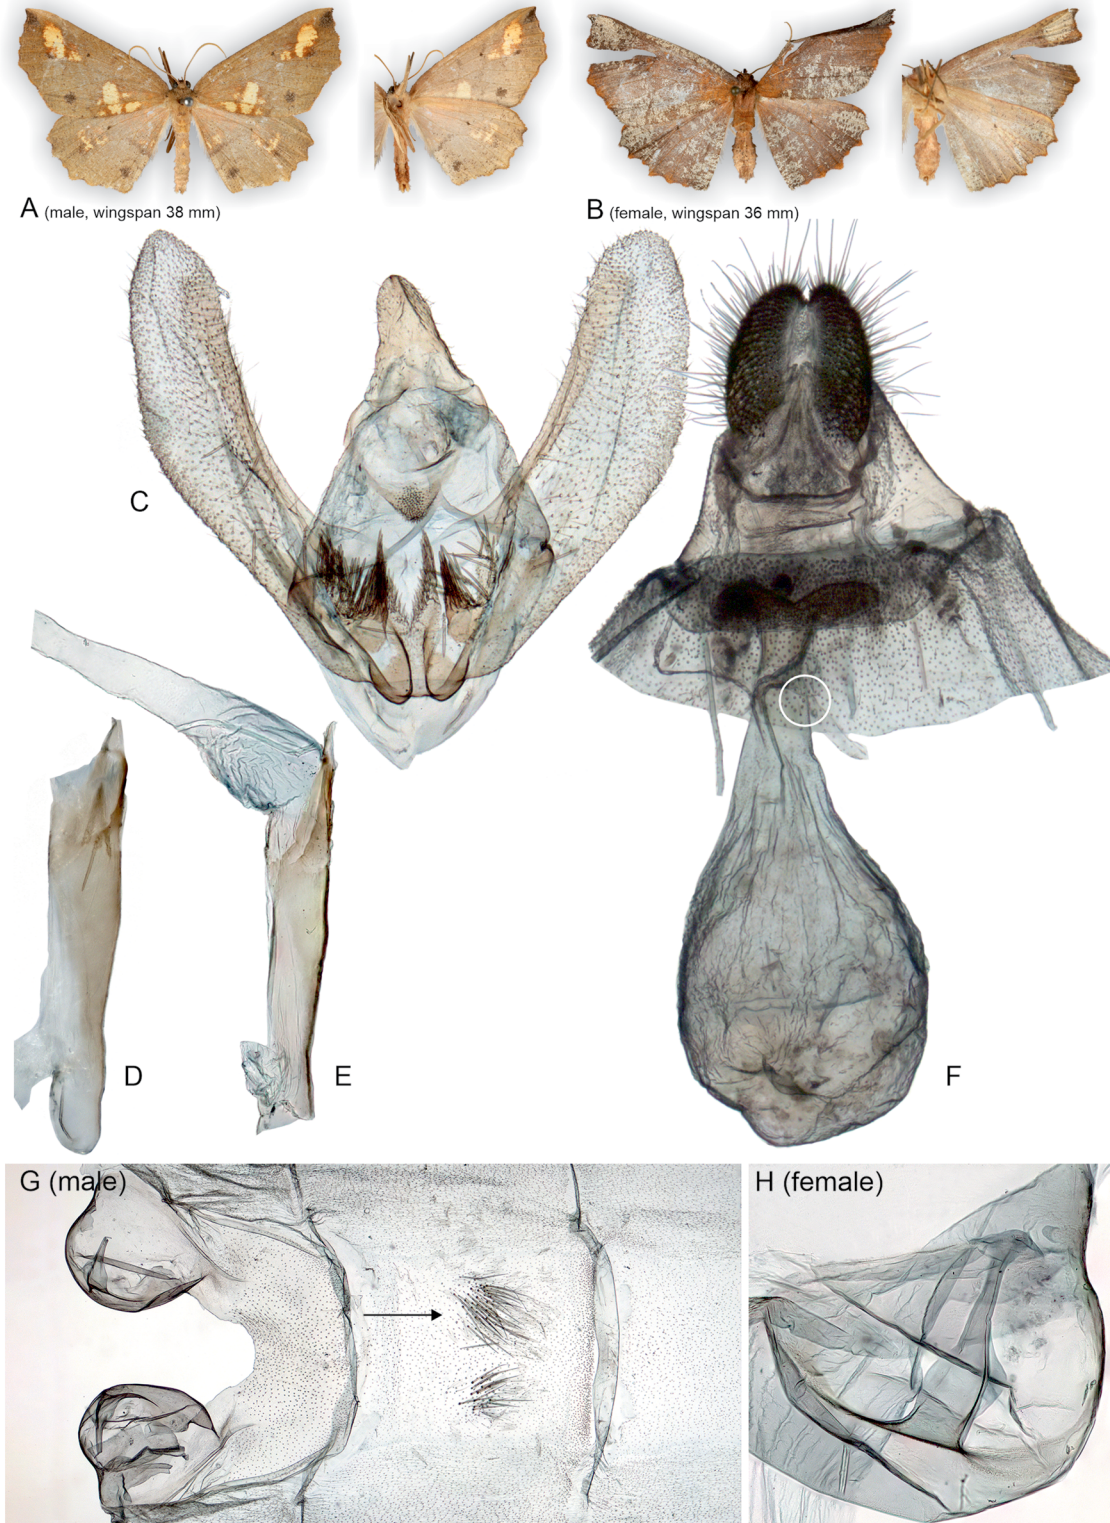 A (male, wingspan 38 mm)
B (female, wingspan 36 mm)
C
D
E
F
G (male)
H (female)